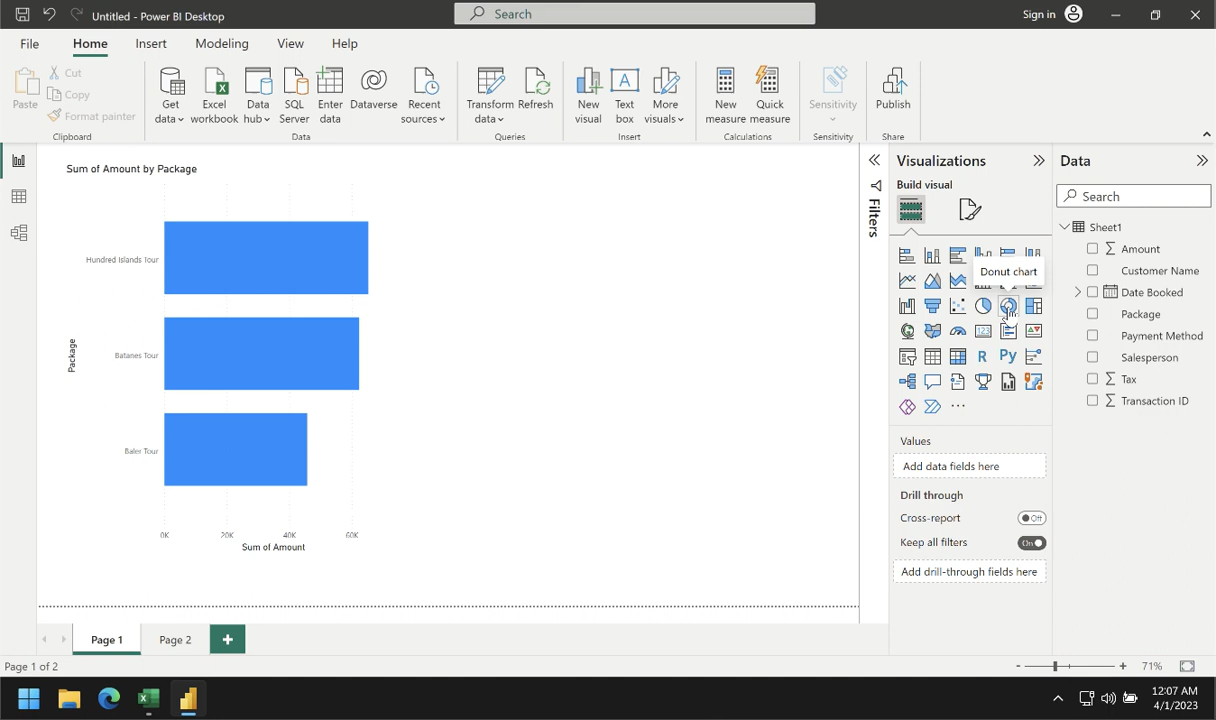 Untitled - Power BI Desktop
Search
Sign in
File Home Insert Modeling View Help
Paste
Cut
Copy
Format painter
Clipboard
Get data
Excel workbook
Data hub
SQL Server
Enter data
Dataverse
Recent sources
Data
Transform data
Refresh
Queries
New visual
Text box
More visuals
Insert
New measure
Quick measure
Calculations
Sensitivity
Sensitivity
Publish
Share
Sum of Amount by Package
Package
Hundred Islands Tour
Batanes Tour
Baler Tour
0K 20K 40K 60K
Sum of Amount
Filters
Visualizations
Build visual
Donut chart
123
R Py
Values
Add data fields here
Drill through
Cross-report
Off
Keep all filters
On
Add drill-through fields here
Data
Search
Sheet1
Amount
Customer Name
Date Booked
Package
Payment Method
Salesperson
Tax
Transaction ID
Page 1 Page 2
Page 1 of 2
71%
12:07 AM
4/1/2023